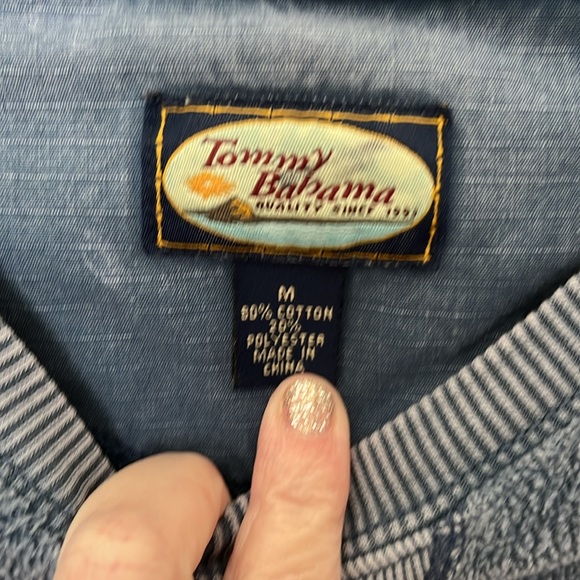 Tommy
Bahama
QUALITY SINCE 1991
M
80% COTTON
20%
POLYESTER
MADE IN
CHINA